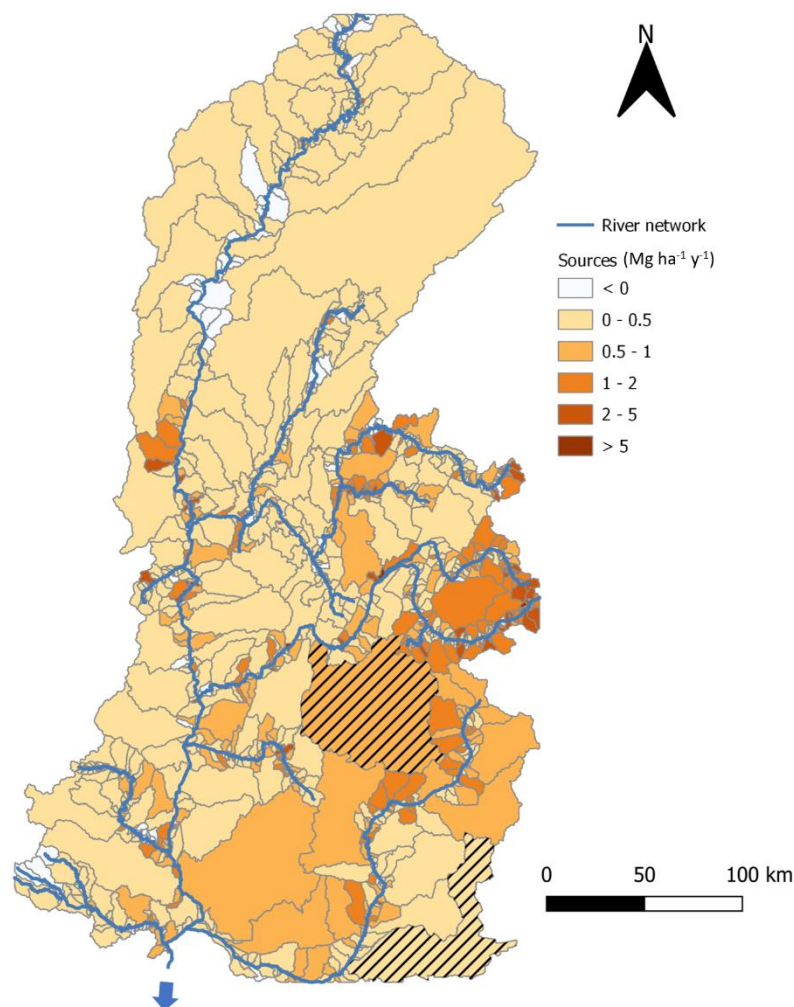 N
River network
Sources (Mg ha⁻¹ y⁻¹)
< 0
0 - 0.5
0.5 - 1
1 - 2
2 - 5
> 5
0 50 100 km